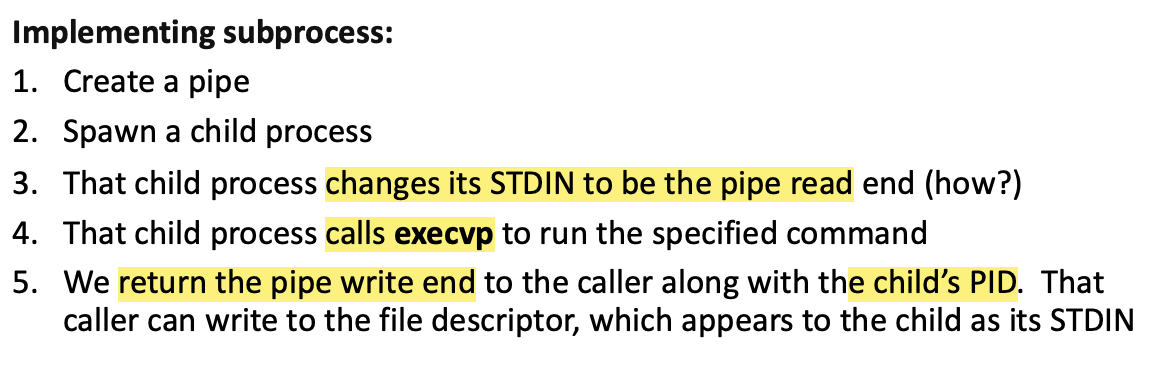 Implementing subprocess:
1. Create a pipe
2. Spawn a child process
3. That child process changes its STDIN to be the pipe read end (how?)
4. That child process calls execvp to run the specified command
5. We return the pipe write end to the caller along with the child’s PID. That
caller can write to the file descriptor, which appears to the child as its STDIN